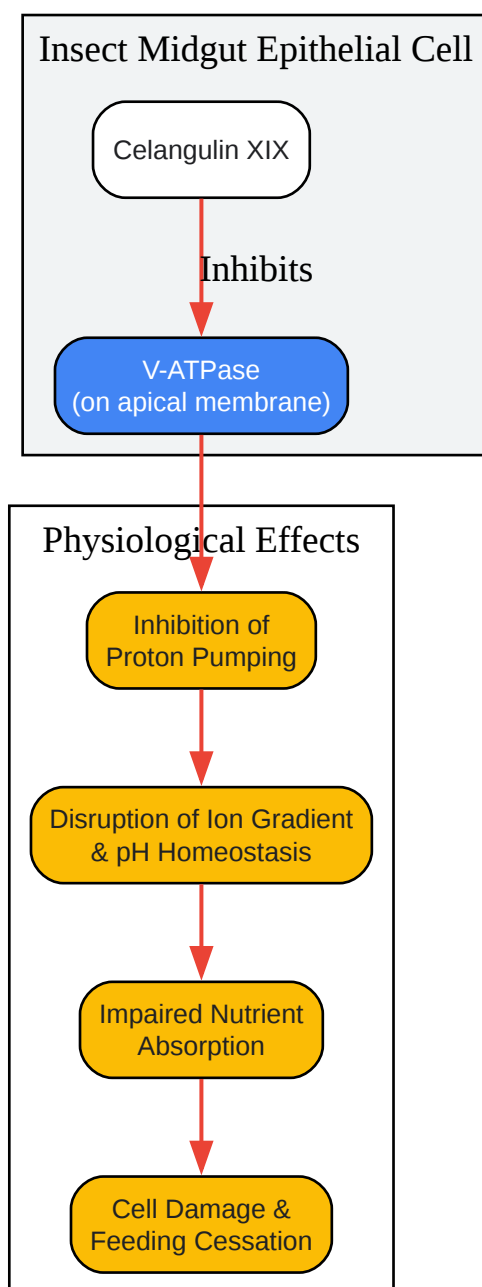 Insect Midgut Epithelial Cell
Celangulin XIX
Inhibits
V-ATPase
(on apical membrane)
Physiological Effects
Inhibition of
Proton Pumping
Disruption of Ion Gradient
& pH Homeostasis
Impaired Nutrient
Absorption
Cell Damage &
Feeding Cessation